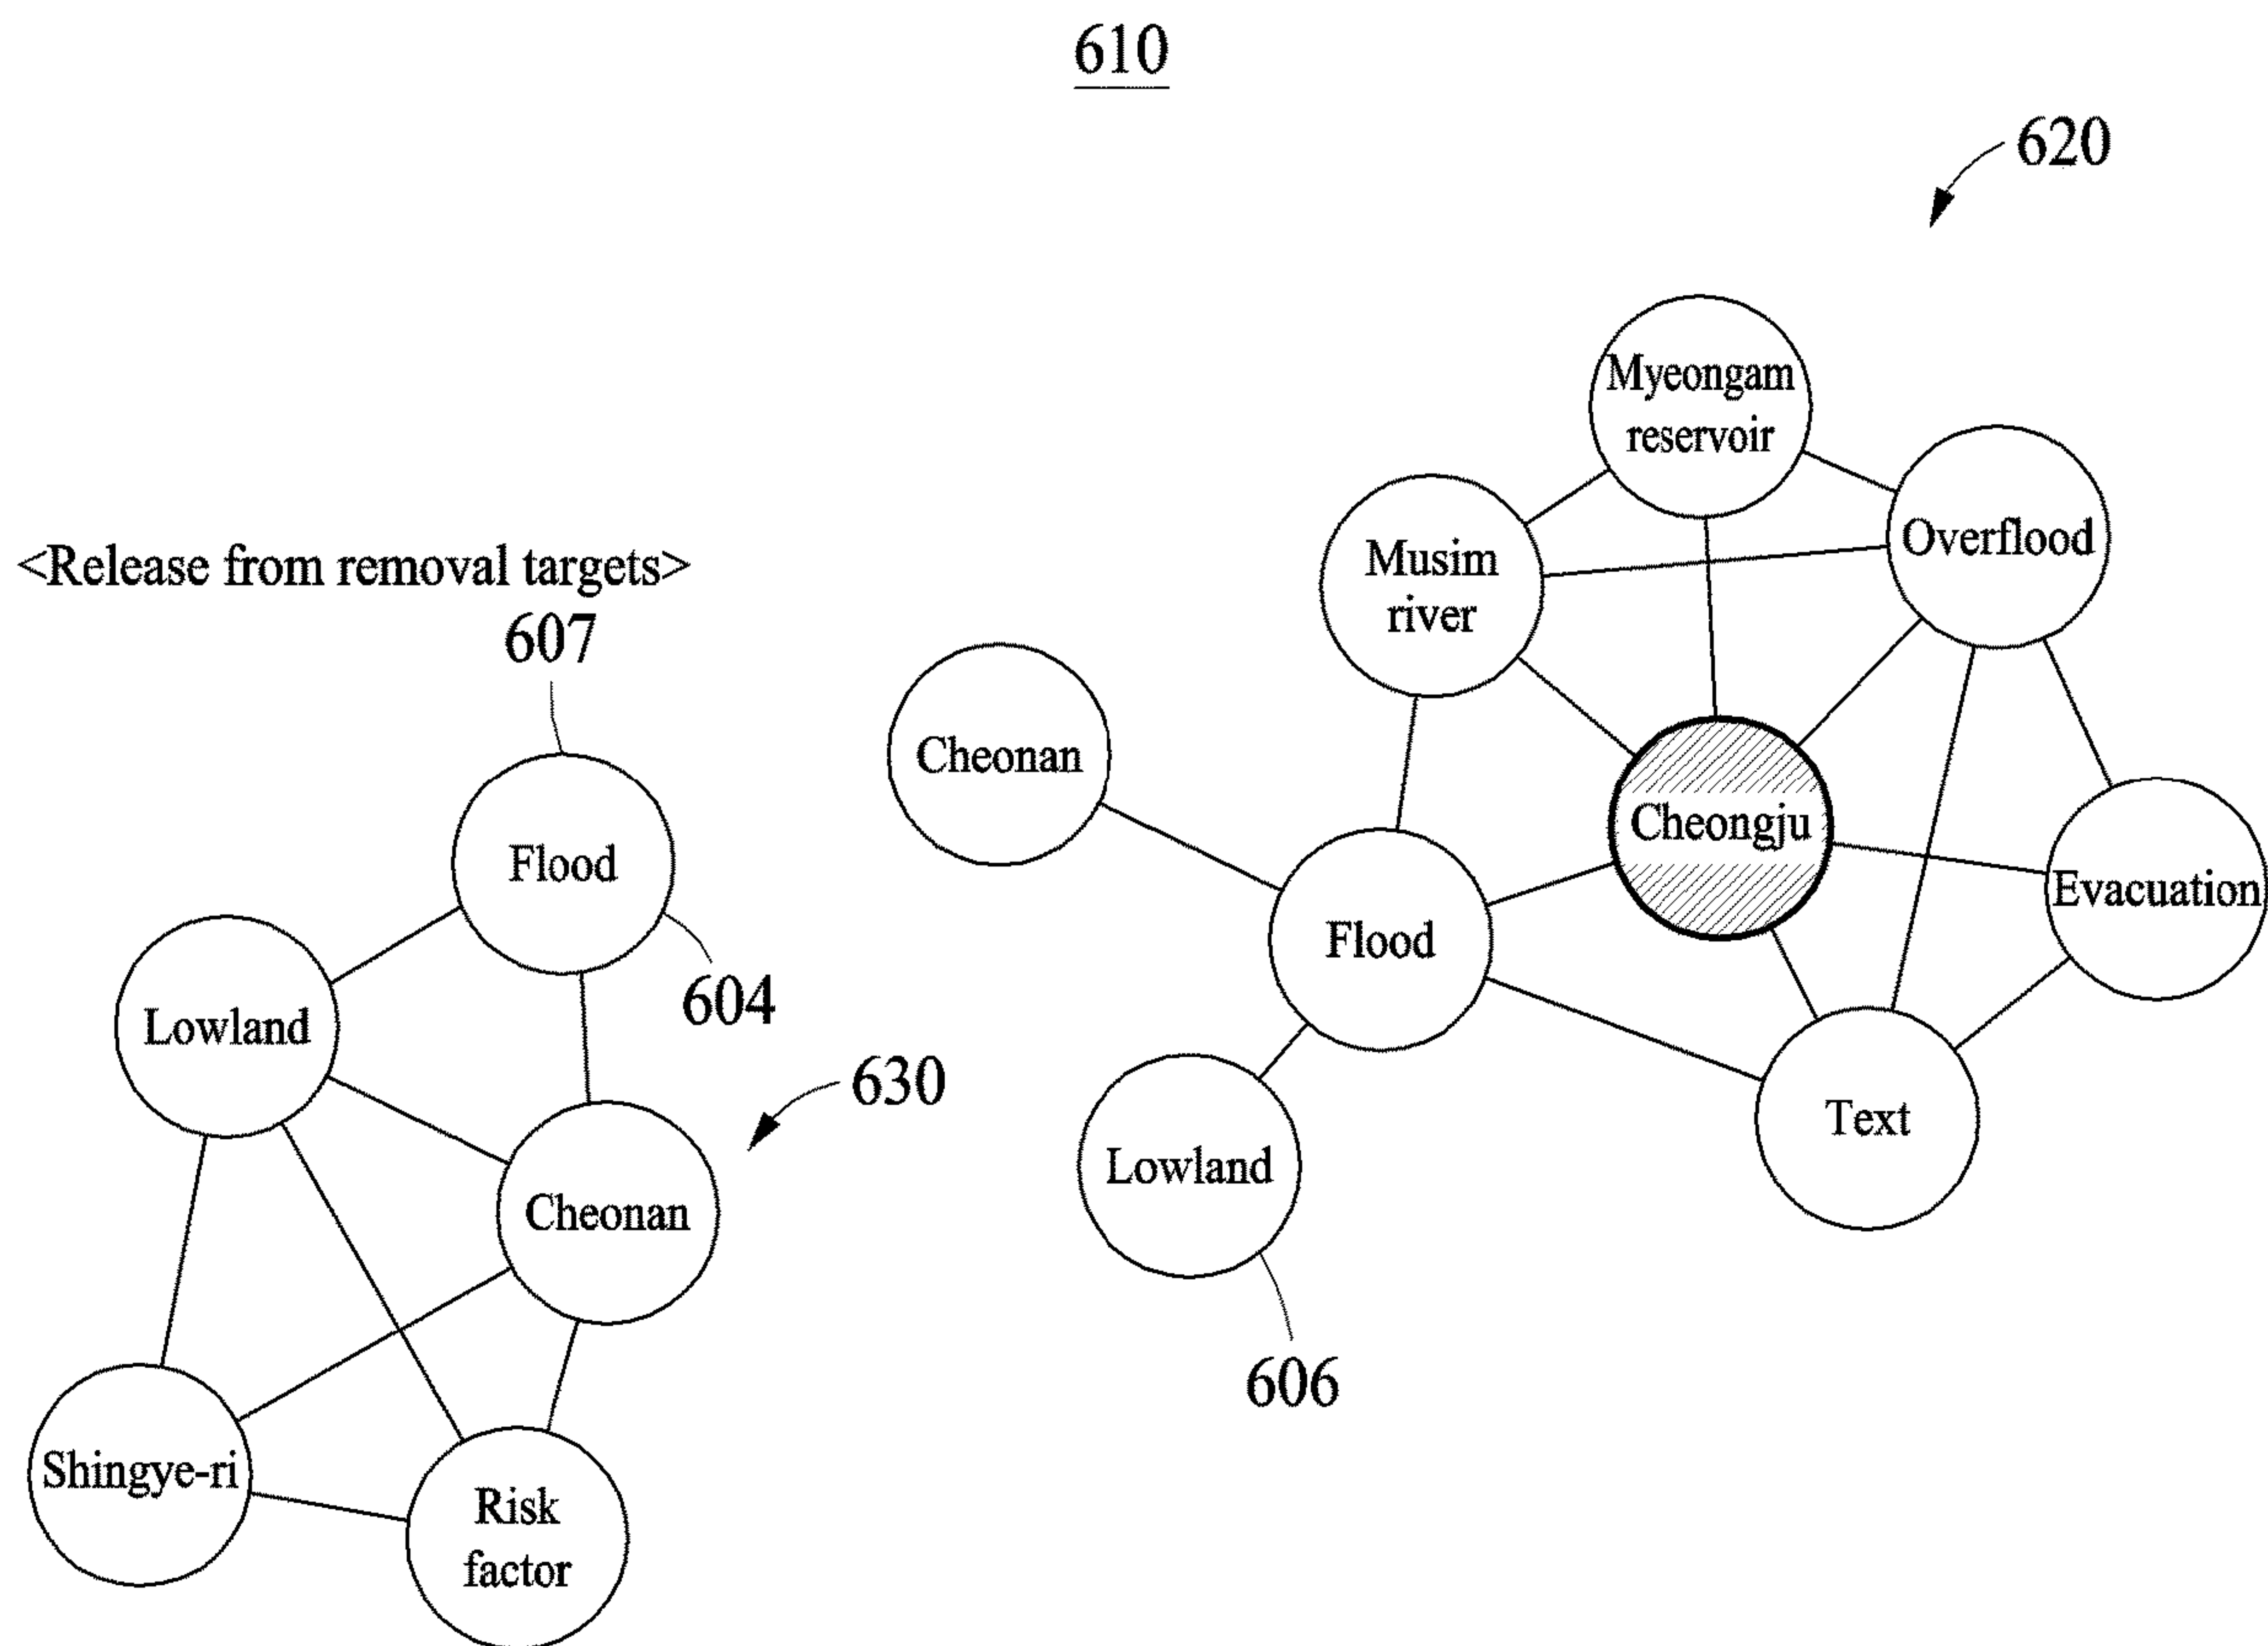 610
620
Myeongam
reservoir
Overflood
Musim
river
<Release from removal targets>
607
Cheonan
Cheongju
Flood
Evacuation
Flood
604
Lowland
630
Text
Lowland
Cheonan
606
Shingye-ri
Risk
factor